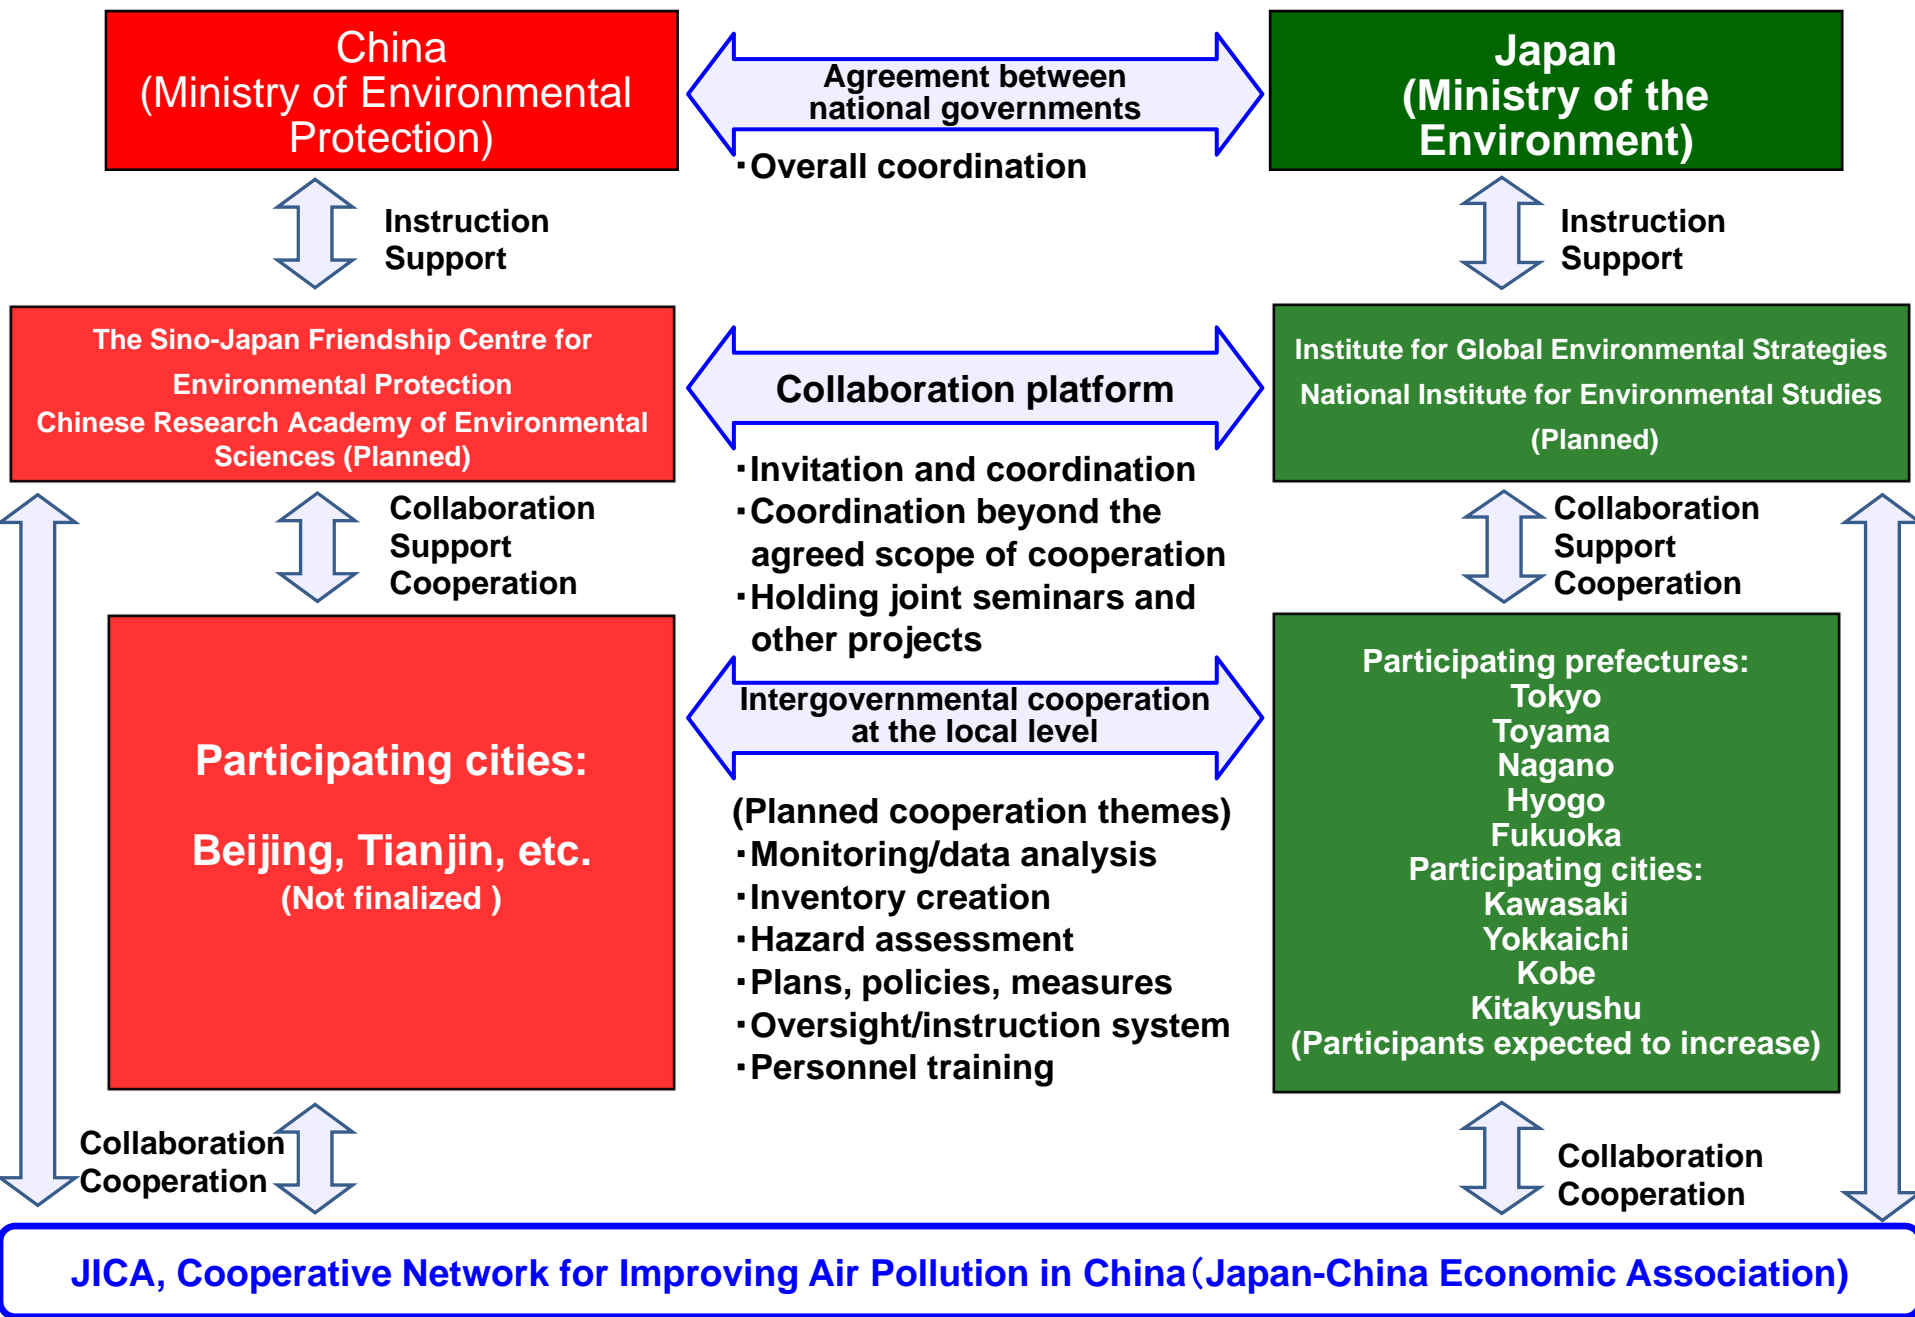 China
(Ministry of Environmental
Protection)
Agreement between
national governments
・Overall coordination
Japan
(Ministry of the
Environment)
Instruction
Support
Instruction
Support
The Sino-Japan Friendship Centre for
Environmental Protection
Chinese Research Academy of Environmental
Sciences (Planned)
Collaboration platform
・Invitation and coordination
・Coordination beyond the
agreed scope of cooperation
・Holding joint seminars and
other projects
Institute for Global Environmental Strategies
National Institute for Environmental Studies
(Planned)
Collaboration
Support
Cooperation
Collaboration
Support
Cooperation
Participating cities:
Beijing, Tianjin, etc.
(Not finalized )
Intergovernmental cooperation
at the local level
(Planned cooperation themes)
・Monitoring/data analysis
・Inventory creation
・Hazard assessment
・Plans, policies, measures
・Oversight/instruction system
・Personnel training
Participating prefectures:
Tokyo
Toyama
Nagano
Hyogo
Fukuoka
Participating cities:
Kawasaki
Yokkaichi
Kobe
Kitakyushu
(Participants expected to increase)
Collaboration
Cooperation
Collaboration
Cooperation
JICA, Cooperative Network for Improving Air Pollution in China（Japan-China Economic Association)